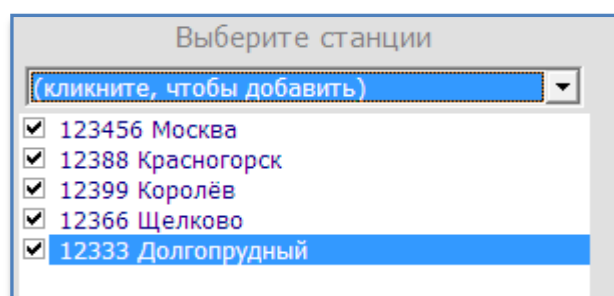 Выберите станции
(кликните, чтобы добавить)
123456 Москва
12388 Красногорск
12399 Королёв
12366 Щелково
12333 Долгопрудный